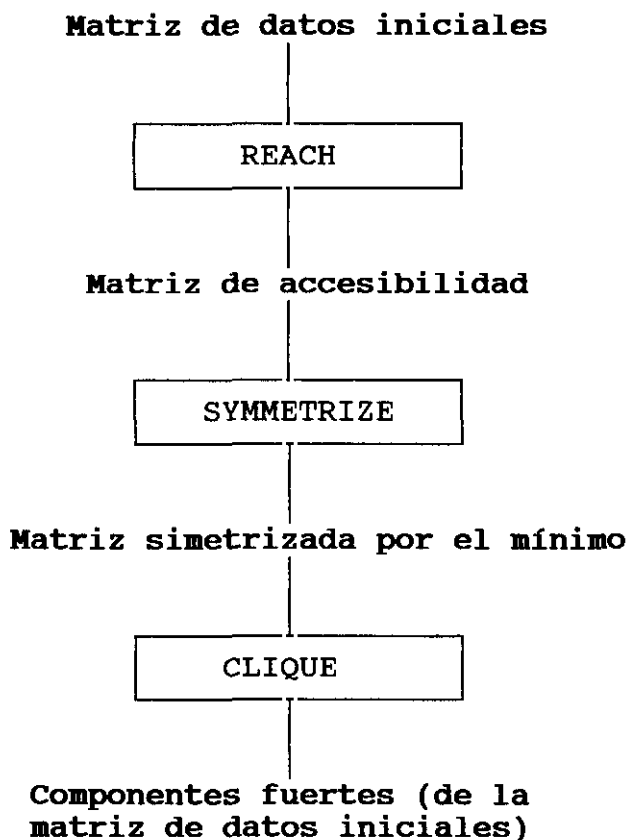 Matriz de datos iniciales
REACH
Matriz de accesibilidad
SYMMETRIZE
Matriz simetrizada por el mínimo
CLIQUE
Componentes fuertes (de la
matriz de datos iniciales)